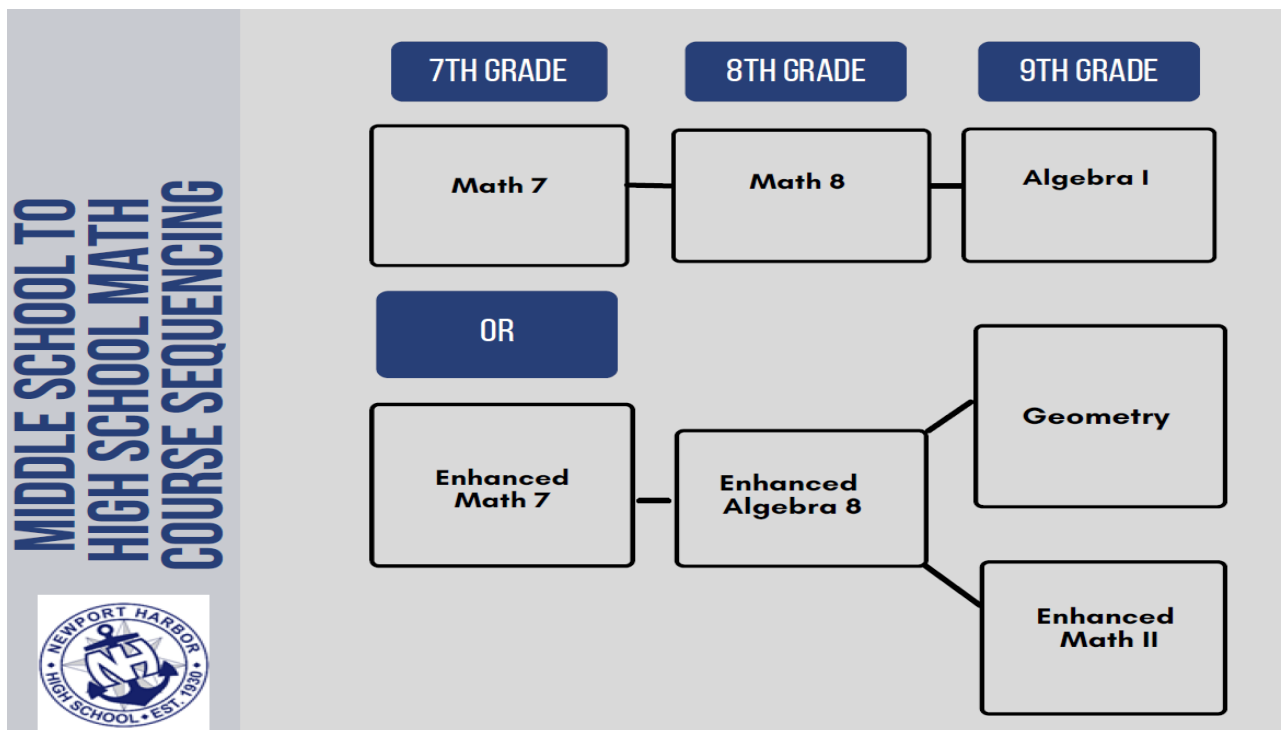 MIDDLE SCHOOL TO
HIGH SCHOOL MATH
COURSE SEQUENCING
NEWPORT HARBOR
NH
HIGH SCHOOL • EST. 1930
7TH GRADE
8TH GRADE
9TH GRADE
Math 7
Math 8
Algebra I
OR
Enhanced
Math 7
Enhanced
Algebra 8
Geometry
Enhanced
Math II